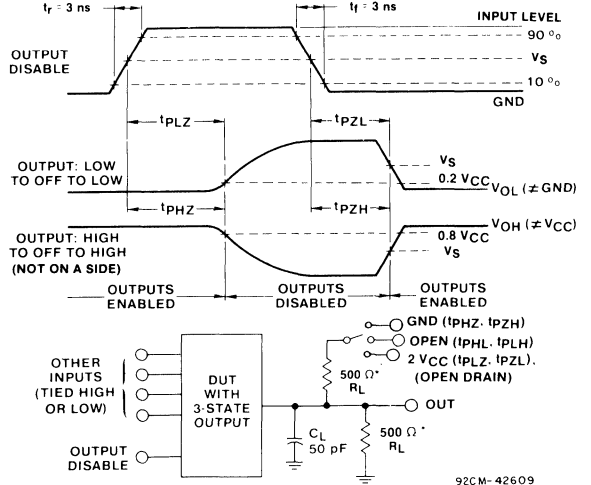 tr = 3 ns
tf = 3 ns
INPUT LEVEL
90 %
VS
10 %
GND
OUTPUT
DISABLE
tPLZ
tPZL
OUTPUT: LOW
TO OFF TO LOW
VS
0.2 VCC
VOL (≠GND)
tPHZ
tPZH
OUTPUT: HIGH
TO OFF TO HIGH
(NOT ON A SIDE)
VOH (≠VCC)
0.8 VCC
VS
OUTPUTS
ENABLED
OUTPUTS
DISABLED
OUTPUTS
ENABLED
OTHER
INPUTS
(TIED HIGH
OR LOW)
OUTPUT
DISABLE
DUT
WITH
3-STATE
OUTPUT
GND (tPHZ, tPZH)
OPEN (tPHL, tPLH)
2 VCC (tPLZ, tPZL),
(OPEN DRAIN)
500 Ω*
RL
OUT
CL
50 pF
500 Ω*
RL
92CM-42609